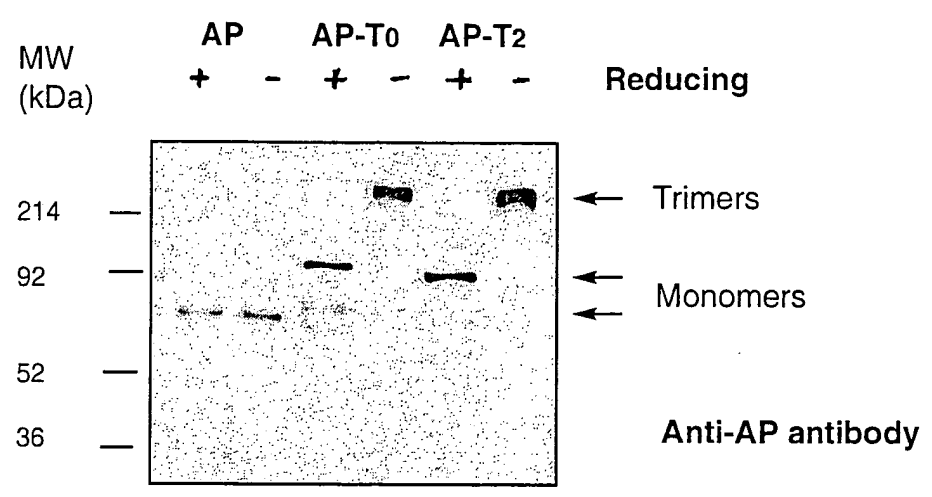 AP AP-T0 AP-T2
MW
(kDa)
+ - + - + - Reducing
214 Trimers
92
Monomers
52
36 Anti-AP antibody